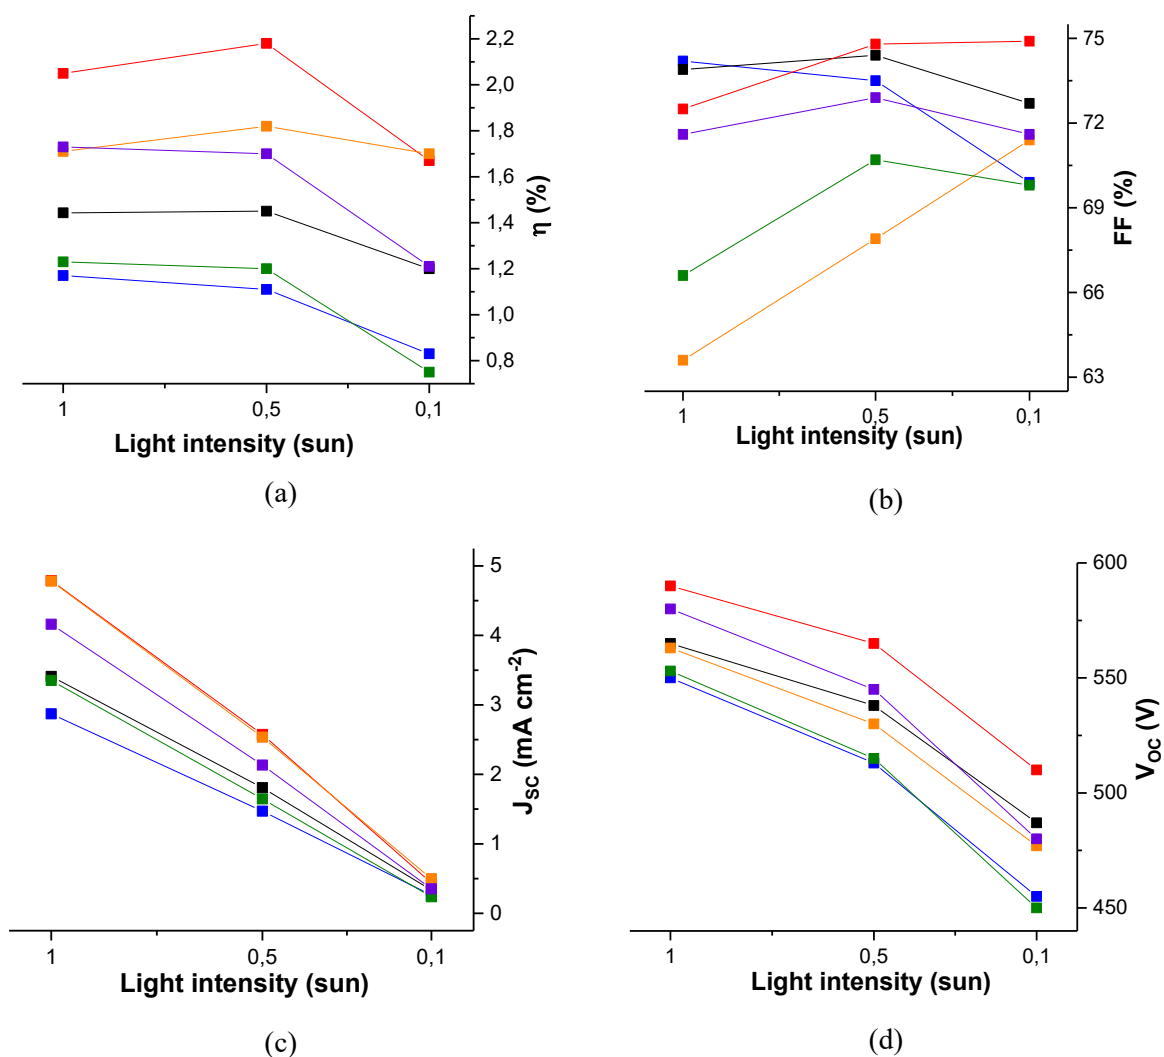 2,2
2,0
1,8
1,6
1,4
1,2
1,0
0,8
η (%)
1
0,5
0,1
Light intensity (sun)
(a)
75
72
69
66
63
FF (%)
1
0,5
0,1
Light intensity (sun)
(b)
5
4
3
2
1
0
J_SC (mA cm⁻²)
1
0,5
0,1
Light intensity (sun)
(c)
600
550
500
450
V_OC (V)
1
0,5
0,1
Light intensity (sun)
(d)